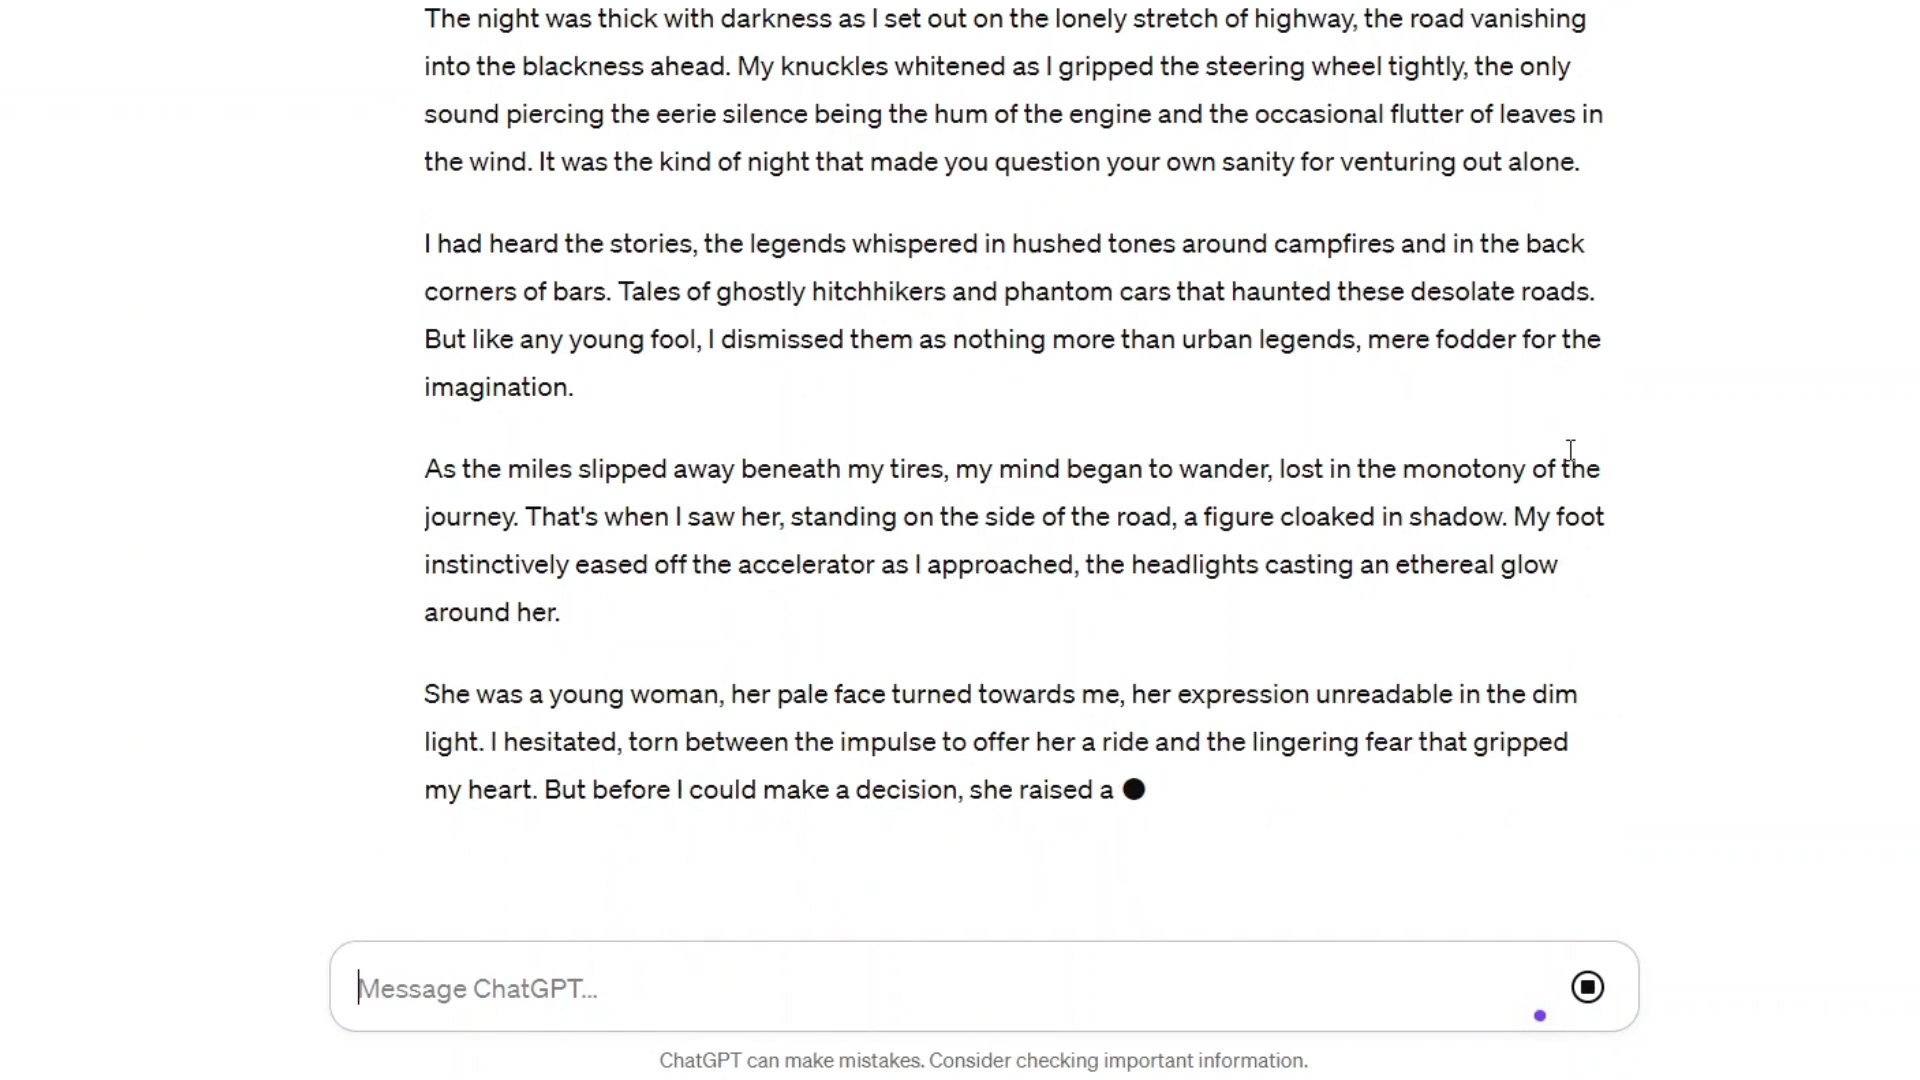 The night was thick with darkness as I set out on the lonely stretch of highway, the road vanishing
into the blackness ahead. My knuckles whitened as I gripped the steering wheel tightly, the only
sound piercing the eerie silence being the hum of the engine and the occasional flutter of leaves in
the wind. It was the kind of night that made you question your own sanity for venturing out alone.
I had heard the stories, the legends whispered in hushed tones around campfires and in the back
corners of bars. Tales of ghostly hitchhikers and phantom cars that haunted these desolate roads.
But like any young fool, I dismissed them as nothing more than urban legends, mere fodder for the
imagination.
As the miles slipped away beneath my tires, my mind began to wander, lost in the monotony of the
journey. That's when I saw her, standing on the side of the road, a figure cloaked in shadow. My foot
instinctively eased off the accelerator as I approached, the headlights casting an ethereal glow
around her.
She was a young woman, her pale face turned towards me, her expression unreadable in the dim
light. I hesitated, torn between the impulse to offer her a ride and the lingering fear that gripped
my heart. But before I could make a decision, she raised a
Message ChatGPT...
ChatGPT can make mistakes. Consider checking important information.